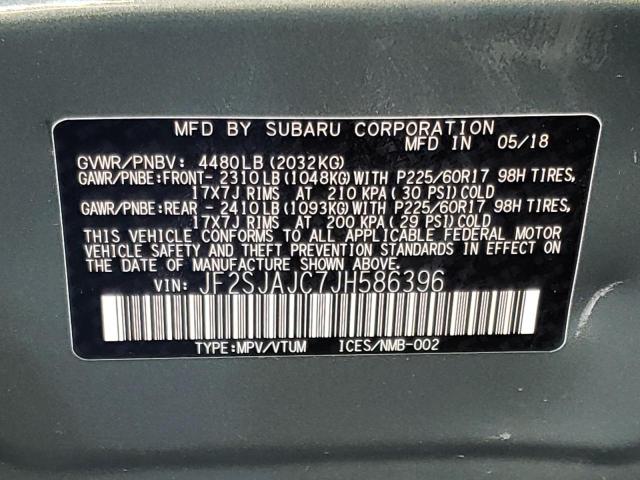 MFD BY SUBARU CORPORATION
MFD IN 05/18
GVWR/PNBV: 4480LB (2032KG)
GAWR/PNBE:FRONT-2310LB (1048KG)WITH P225/60R17 98H TIRES,
17X7J RIMS AT 210KPA (30 PSI)COLD
GAWR/PNBE:REAR -2410LB (1093KG)WITH P225/60R17 98H TIRES,
17X7J RIMS AT 200KPA (29 PSI)COLD
THIS VEHICLE CONFORMS TO ALL APPLICABLE FEDERAL MOTOR
VEHICLE SAFETY AND THEFT PREVENTION STANDARDS IN EFFECT ON
THE DATE OF MANUFACTURE SHOWN ABOVE.
VIN: JF2SJAJC7JH586396
TYPE:MPV/VTUM ICES/NMB-002